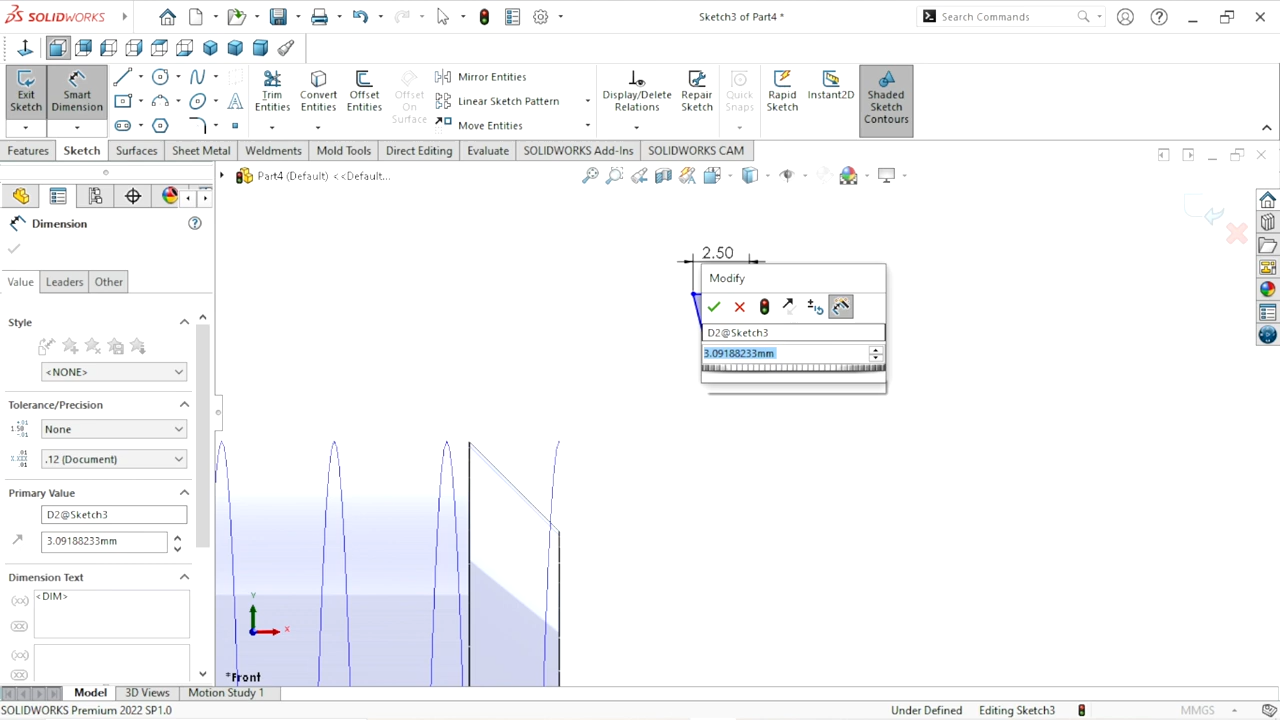 SOLIDWORKS
Sketch3 of Part4 *
Search Commands
Exit Sketch
Smart Dimension
Trim Entities
Convert Entities
Offset Entities
Offset On Surface
Mirror Entities
Linear Sketch Pattern
Move Entities
Display/Delete Relations
Repair Sketch
Quick Snaps
Rapid Sketch
Instant2D
Shaded Sketch Contours
Features Sketch Surfaces Sheet Metal Weldments Mold Tools Direct Editing Evaluate SOLIDWORKS Add-Ins SOLIDWORKS CAM
Part4 (Default) <<Default...
Dimension
Value Leaders Other
Style
<NONE>
Tolerance/Precision
1.50
None
.12 (Document)
Primary Value
D2@Sketch3
3.09188233mm
Dimension Text
<DIM>
2.50
Modify
D2@Sketch3
3.09188233mm
Y
X
*Front
Model 3D Views Motion Study 1
SOLIDWORKS Premium 2022 SP1.0
Under Defined Editing Sketch3 MMGS